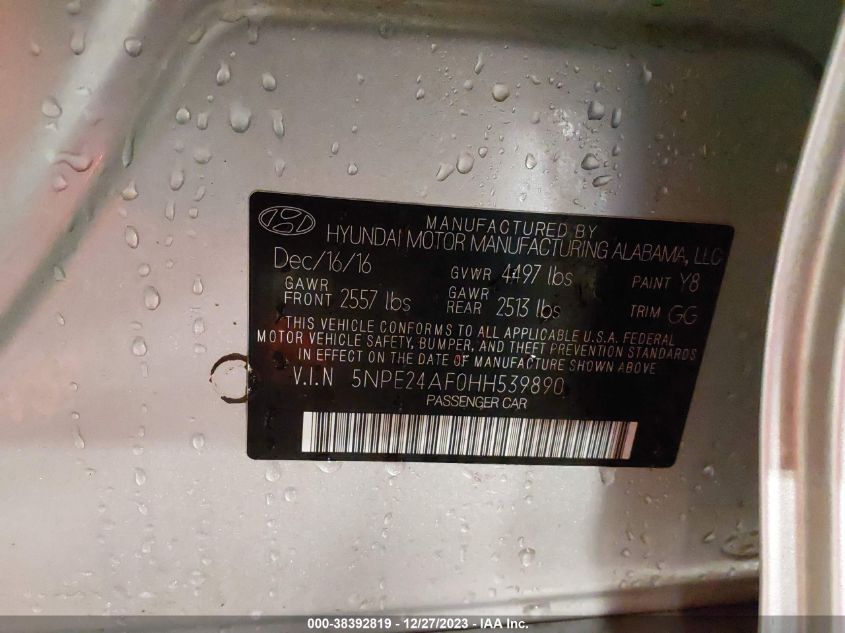 MANUFACTURED BY
HYUNDAI MOTOR MANUFACTURING ALABAMA, LLC
Dec/16/16 GVWR 4497 lbs PAINT Y8
GAWR FRONT 2557 lbs GAWR REAR 2513 lbs TRIM GG
THIS VEHICLE CONFORMS TO ALL APPLICABLE U.S.A. FEDERAL
MOTOR VEHICLE SAFETY, BUMPER, AND THEFT PREVENTION STANDARDS
IN EFFECT ON THE DATE OF MANUFACTURE SHOWN ABOVE
V.I.N 5NPE24AF0HH539890
PASSENGER CAR
000-38392819 - 12/27/2023 - © IAA, Inc.